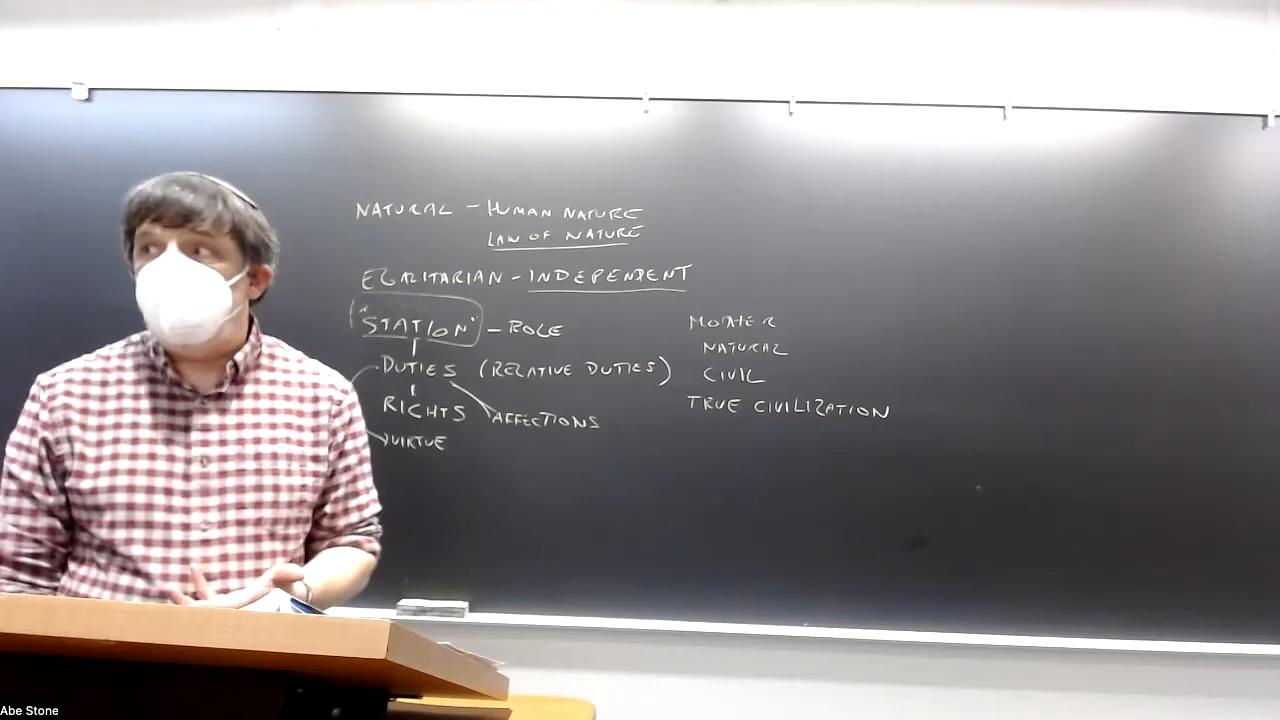 NATURAL - HUMAN NATURE
LAW OF NATURE
EGALITARIAN - INDEPENDENT
"STATION" - ROLE
DUTIES (RELATIVE DUTIES)
RIGHTS
AFFECTIONS
VIRTUE
MOTHER
NATURAL
CIVIL
TRUE CIVILIZATION
Abe Stone